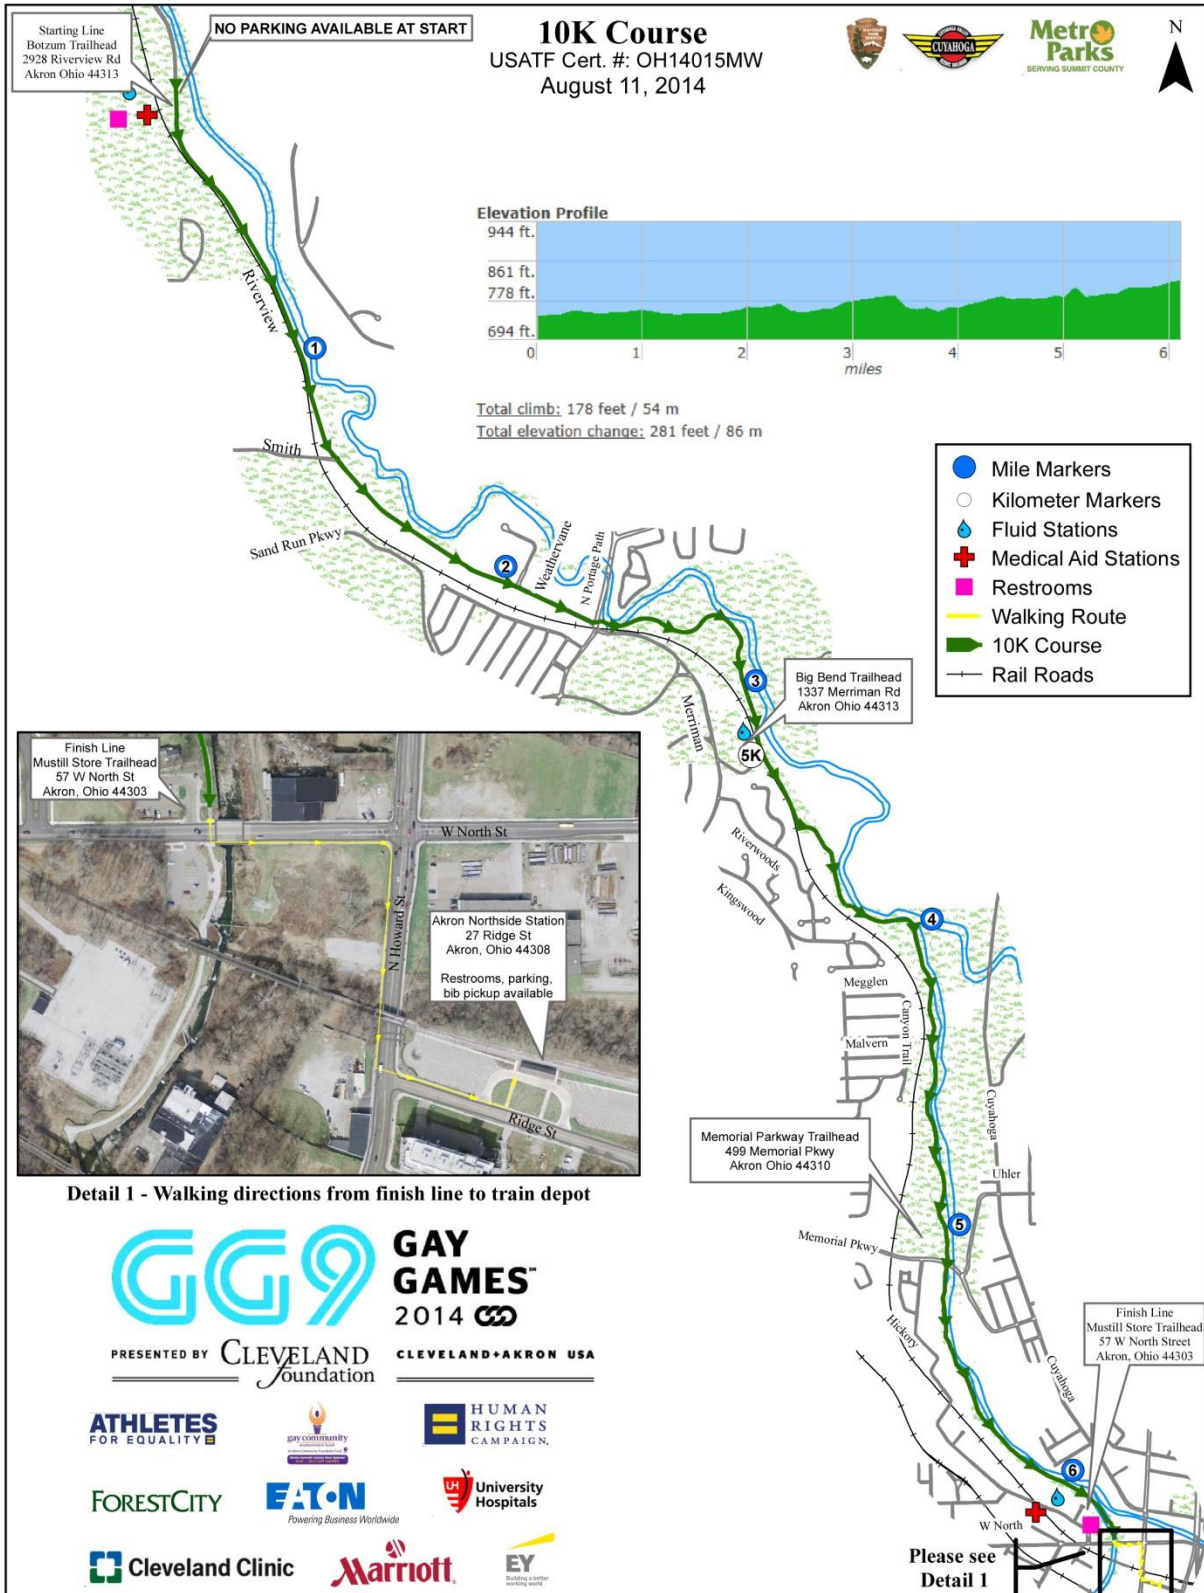 Starting Line
Botzum Trailhead
2928 Riverview Rd
Akron Ohio 44313
NO PARKING AVAILABLE AT START
10K Course
USATF Cert. #: OH14015MW
August 11, 2014
CUYAHOGA
Metro
Parks
SERVING SUMMIT COUNTY
N
Elevation Profile
944 ft.
861 ft.
778 ft.
694 ft.
0 1 2 3 4 5 6
miles
Total climb: 178 feet / 54 m
Total elevation change: 281 feet / 86 m
Riverview
1
Smith
Sand Run Pkwy
2
Weathervane
N Portage Path
3
Big Bend Trailhead
1337 Merriman Rd
Akron Ohio 44313
Merriman
5K
Mile Markers
Kilometer Markers
Fluid Stations
Medical Aid Stations
Restrooms
Walking Route
10K Course
Rail Roads
Riverwoods
Kingswood
4
Megglen
Malvern
Canyon Trail
Cuyahoga
Uhler
Memorial Parkway Trailhead
499 Memorial Pkwy
Akron Ohio 44310
5
Memorial Pkwy
Hickory
Cuyahoga
Finish Line
Mustill Store Trailhead
57 W North Street
Akron, Ohio 44303
6
W North
Please see
Detail 1
Finish Line
Mustill Store Trailhead
57 W North St
Akron, Ohio 44303
W North St
N Howard St
Akron Northside Station
27 Ridge St
Akron, Ohio 44308
Restrooms, parking,
bib pickup available
Ridge St
Detail 1 - Walking directions from finish line to train depot
GG9
GAY
GAMES
2014
PRESENTED BY CLEVELAND foundation
CLEVELAND+AKRON USA
ATHLETES
FOR EQUALITY
gay community
HUMAN
RIGHTS
CAMPAIGN
FOREST CITY
EATON
Powering Business Worldwide
UH
University
Hospitals
Cleveland Clinic
Marriott
EY
Building a better
working world